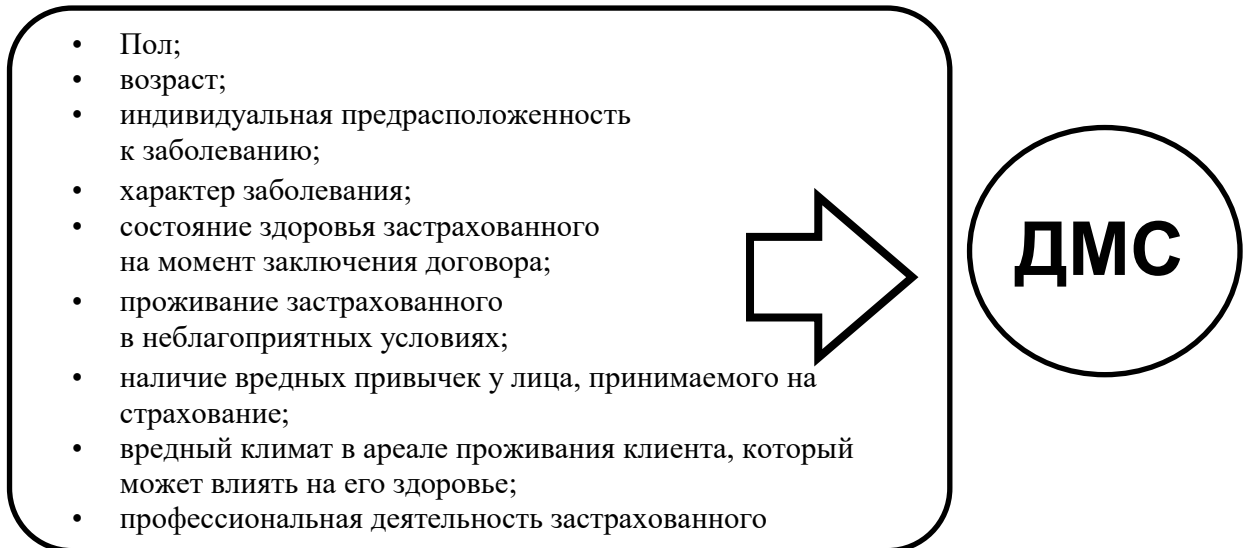 • Пол;
• возраст;
• индивидуальная предрасположенность
к заболеванию;
• характер заболевания;
• состояние здоровья застрахованного
на момент заключения договора;
• проживание застрахованного
в неблагоприятных условиях;
• наличие вредных привычек у лица, принимаемого на
страхование;
• вредный климат в ареале проживания клиента, который
может влиять на его здоровье;
• профессиональная деятельность застрахованного
ДМС